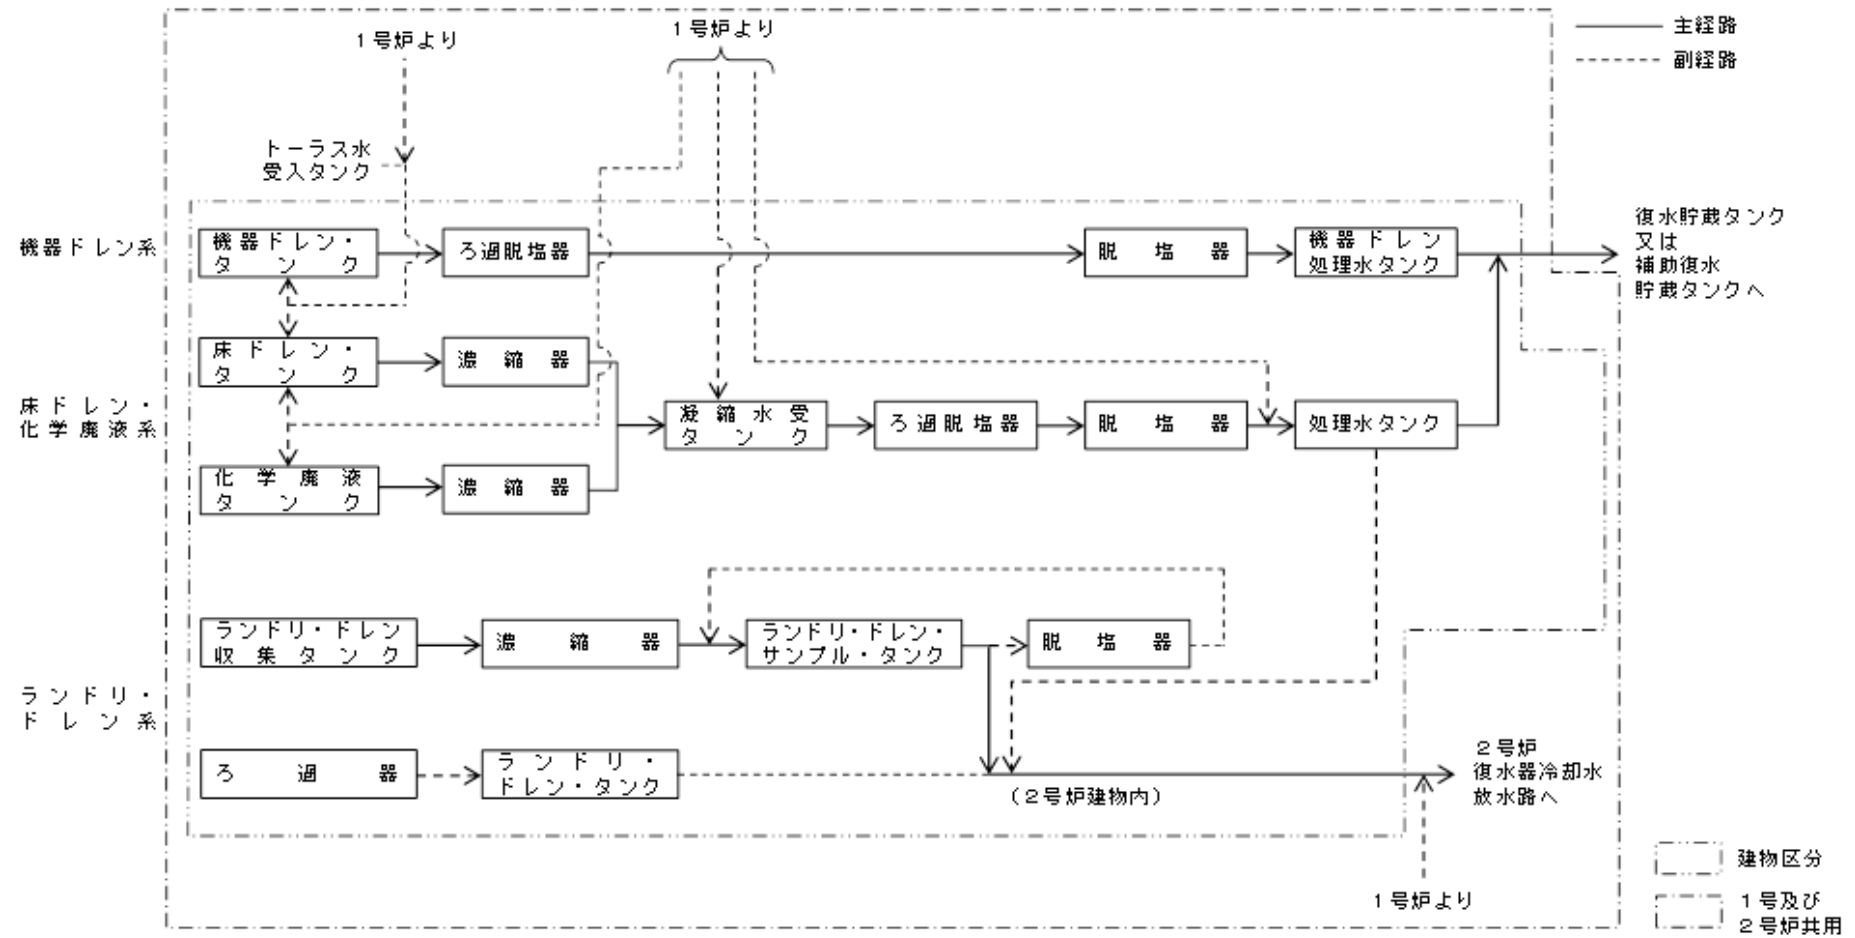 1号炉より
1号炉より
主経路
副経路
トーラス水
受入タンク
機器ドレン系
機器ドレン・
タンク
ろ過脱塩器
脱塩器
機器ドレン
処理水タンク
復水貯蔵タンク
又は
補助復水
貯蔵タンクへ
床ドレン・
タンク
濃縮器
床ドレン・
化学廃液系
凝縮水受
タンク
ろ過脱塩器
脱塩器
処理水タンク
化学廃液
タンク
濃縮器
ランドリ・ドレン
収集タンク
濃縮器
ランドリ・ドレン・
サンプル・タンク
脱塩器
ランドリ・
ドレン系
ろ過器
ランドリ・
ドレン・タンク
(2号炉建物内)
2号炉
復水器冷却水
放水路へ
1号炉より
建物区分
1号及び
2号炉共用